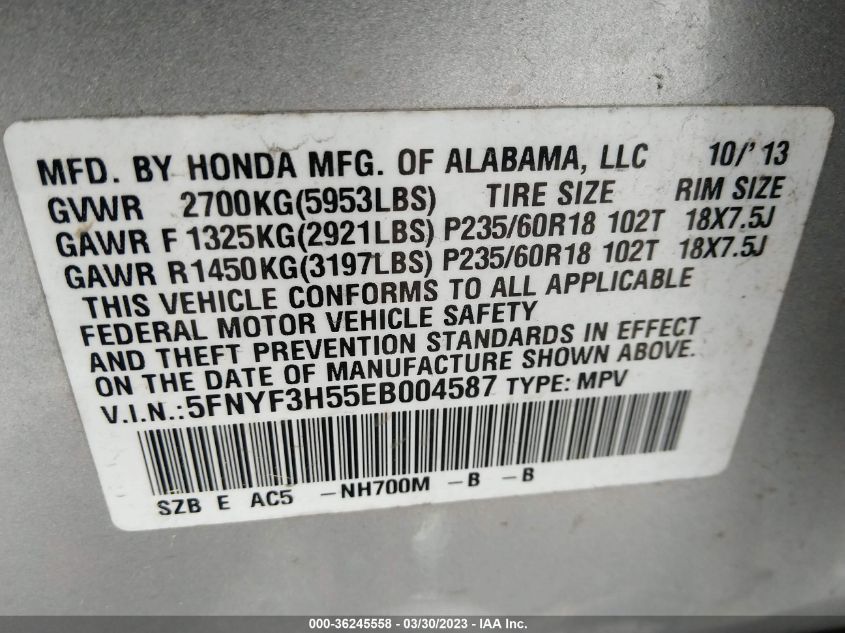 MFD. BY HONDA MFG. OF ALABAMA, LLC 10/'13
GVWR 2700KG(5953LBS) TIRE SIZE RIM SIZE
GAWR F 1325KG(2921LBS) P235/60R18 102T 18X7.5J
GAWR R1450KG(3197LBS) P235/60R18 102T 18X7.5J
THIS VEHICLE CONFORMS TO ALL APPLICABLE
FEDERAL MOTOR VEHICLE SAFETY
AND THEFT PREVENTION STANDARDS IN EFFECT
ON THE DATE OF MANUFACTURE SHOWN ABOVE.
V.I.N.:5FNYF3H55EB004587 TYPE: MPV
SZB E AC5 -NH700M -B -B
000-36245558 - 03/30/2023 - IAA Inc.